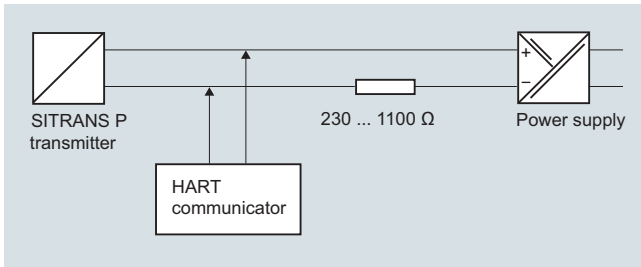 +
−
SITRANS P
transmitter
230 ... 1100 Ω
Power supply
HART
communicator